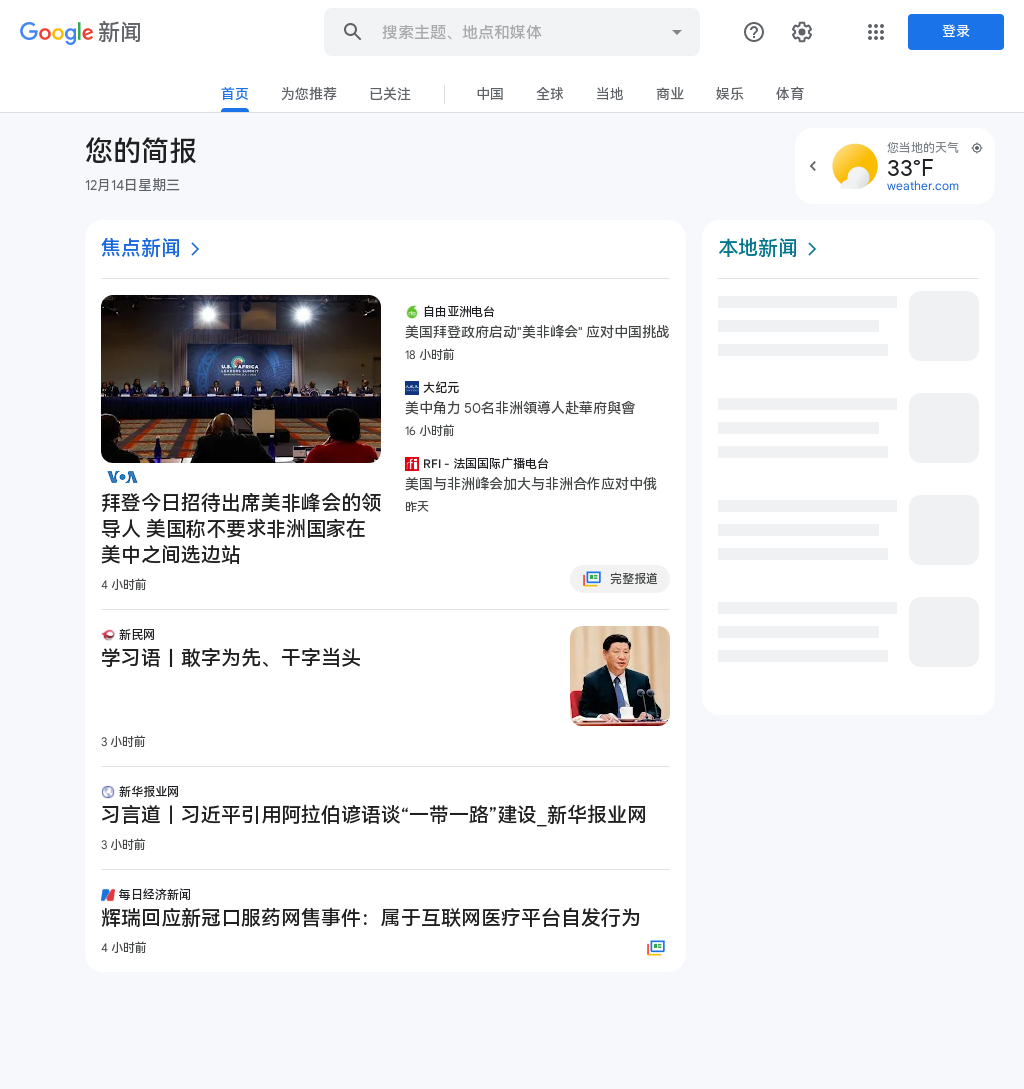 Google 新闻
搜索主题、地点和媒体
登录
首页 为您推荐 已关注 中国 全球 当地 商业 娱乐 体育
您的简报
12月14日星期三
您当地的天气
33°F
weather.com
焦点新闻
U.S. AFRICA
LEADERS SUMMIT
VOA
拜登今日招待出席美非峰会的领
导人 美国称不要求非洲国家在
美中之间选边站
4 小时前
自由亚洲电台
美国拜登政府启动"美非峰会" 应对中国挑战
18 小时前
大纪元
美中角力 50名非洲領導人赴華府與會
16 小时前
RFI - 法国国际广播电台
美国与非洲峰会加大与非洲合作应对中俄
昨天
完整报道
新民网
学习语丨敢字为先、干字当头
3 小时前
新华报业网
习言道丨习近平引用阿拉伯谚语谈“一带一路”建设_新华报业网
3 小时前
每日经济新闻
辉瑞回应新冠口服药网售事件：属于互联网医疗平台自发行为
4 小时前
本地新闻